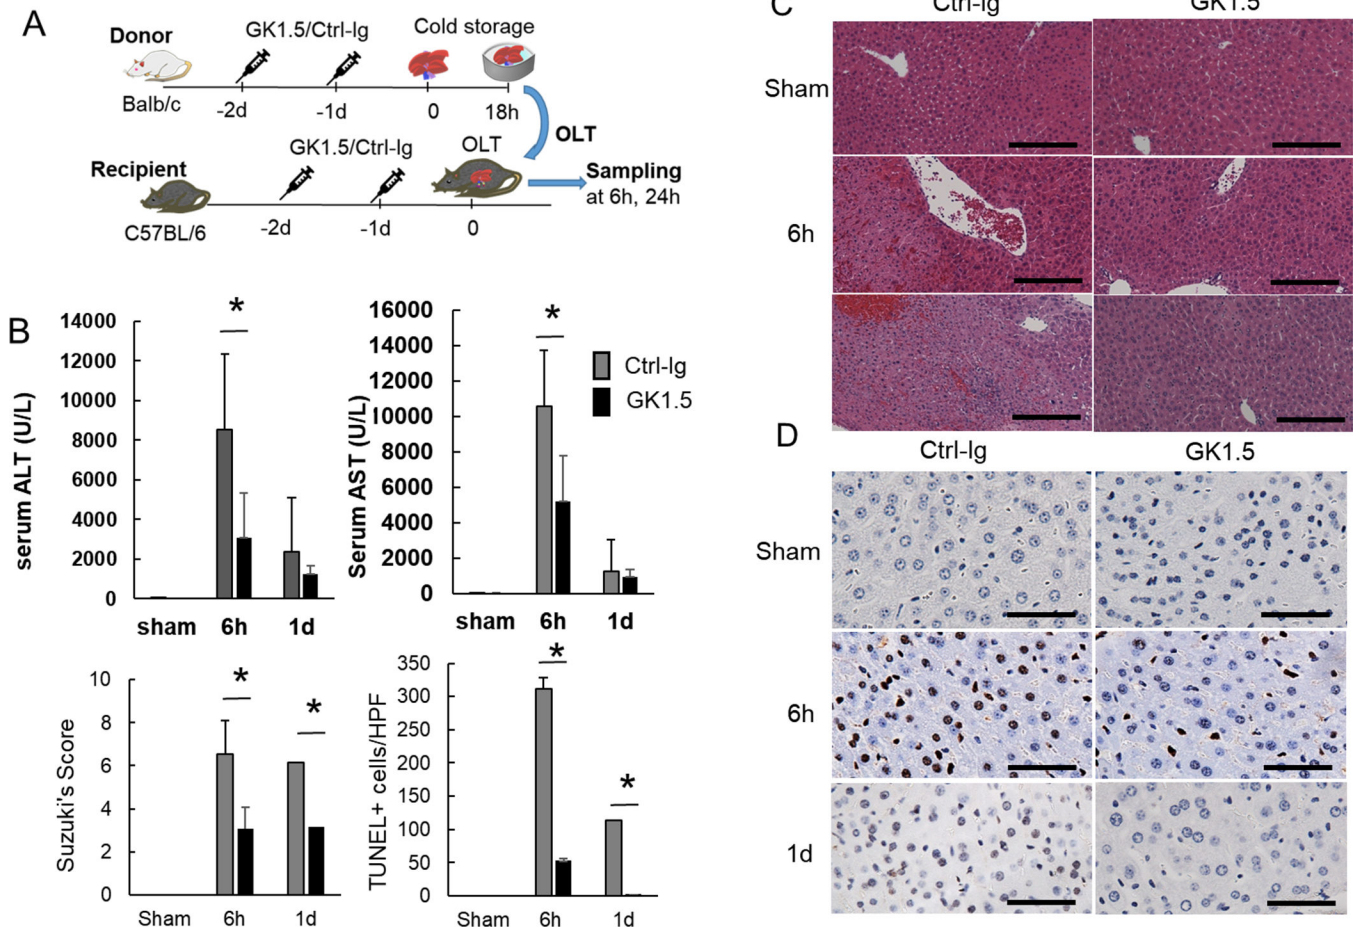 A
Donor
GK1.5/Ctrl-Ig
Cold storage
Balb/c
-2d
-1d
0
18h
OLT
GK1.5/Ctrl-Ig
OLT
Recipient
Sampling
at 6h, 24h
C57BL/6
-2d
-1d
0
B
serum ALT (U/L)
14000
12000
10000
8000
6000
4000
2000
0
*
sham
6h
1d
Serum AST (U/L)
16000
14000
12000
10000
8000
6000
4000
2000
0
*
sham
6h
1d
Ctrl-Ig
GK1.5
Suzuki's Score
10
8
6
4
2
0
*
*
Sham
6h
1d
TUNEL+ cells/HPF
350
300
250
200
150
100
50
0
*
*
Sham
6h
1d
C
Ctrl-Ig
GK1.5
Sham
6h
D
Ctrl-Ig
GK1.5
Sham
6h
1d